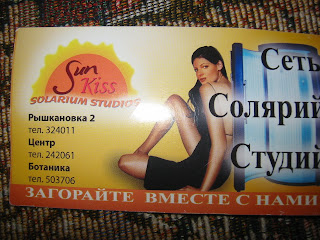 Sun
Kiss
SOLARIUM STUDIOS
Рышкановка 2
тел. 324011
Центр
тел. 242061
Ботаника
тел. 503706
Сеть
Солярий
Студий
ЗАГОРАЙТЕ ВМЕСТЕ С НАМИ